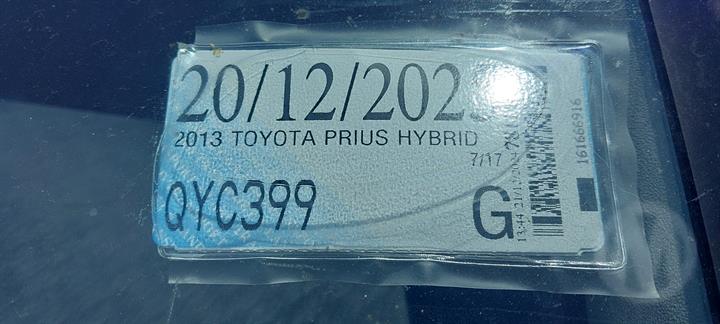 20/12/202
2013 TOYOTA PRIUS HYBRID
7/17
QYC399
G
161666916